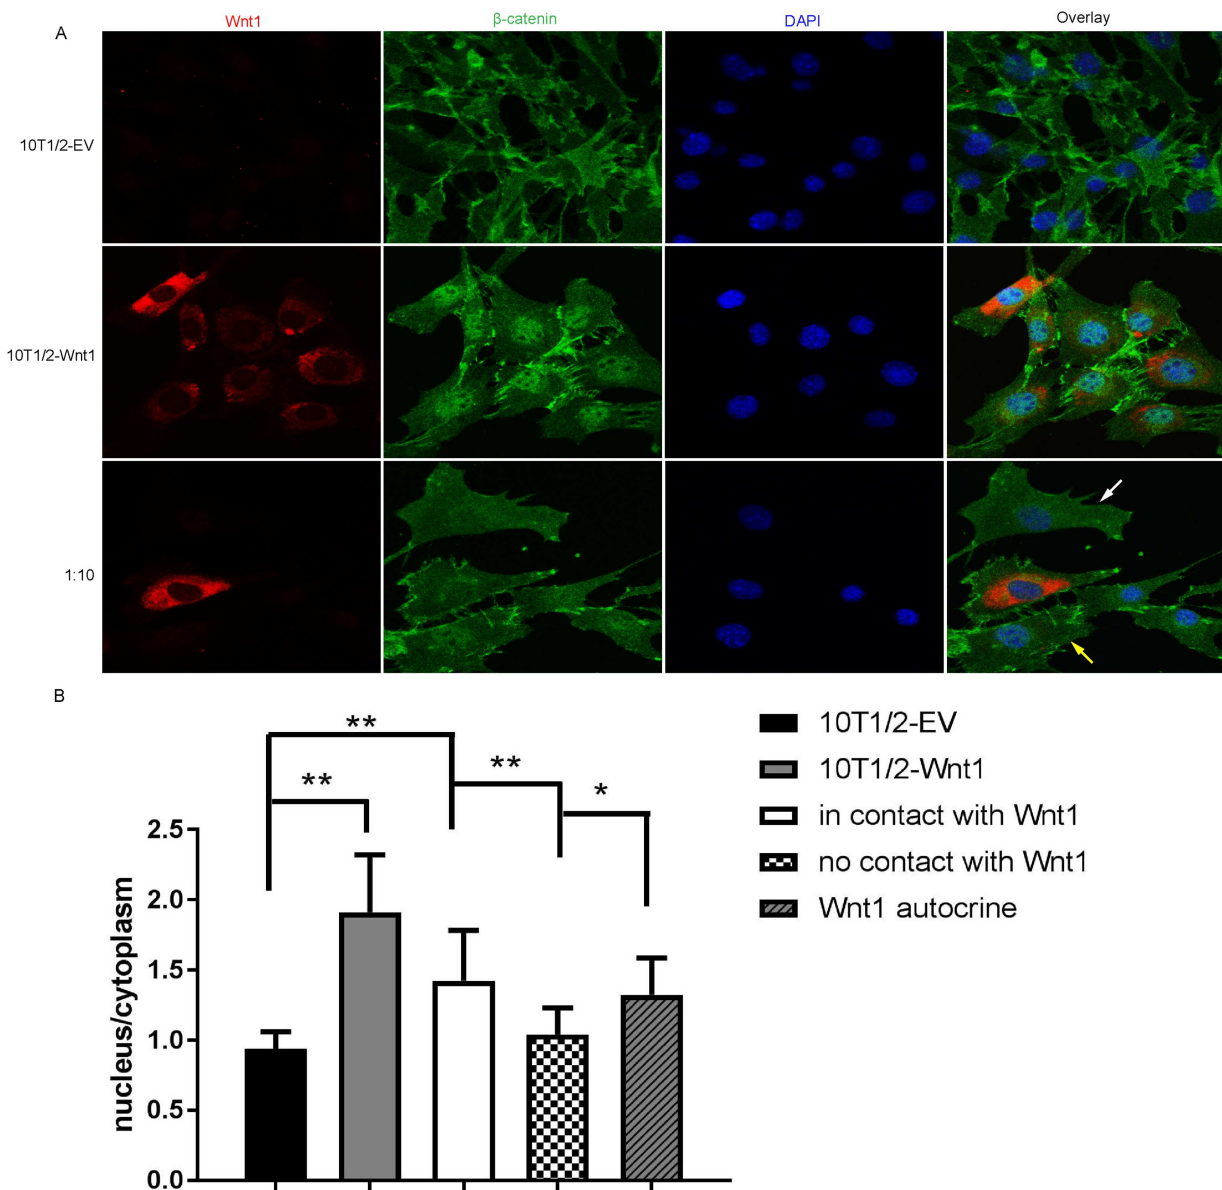 A
Wnt1 β-catenin DAPI Overlay
10T1/2-EV
10T1/2-Wnt1
1:10
B
**
**
**
*
10T1/2-EV
10T1/2-Wnt1
in contact with Wnt1
no contact with Wnt1
Wnt1 autocrine
nucleus/cytoplasm
2.5
2.0
1.5
1.0
0.5
0.0